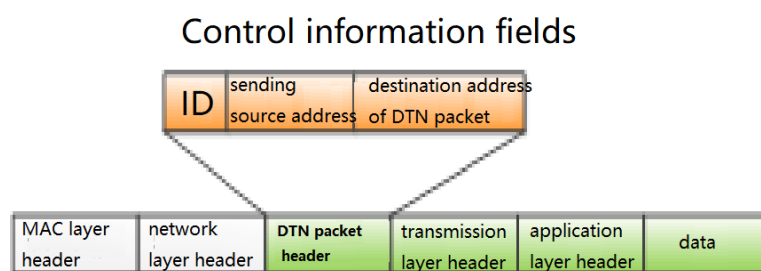 Control information fields
ID
sending
source address
destination address
of DTN packet
MAC layer
header
network
layer header
DTN packet
header
transmission
layer header
application
layer header
data